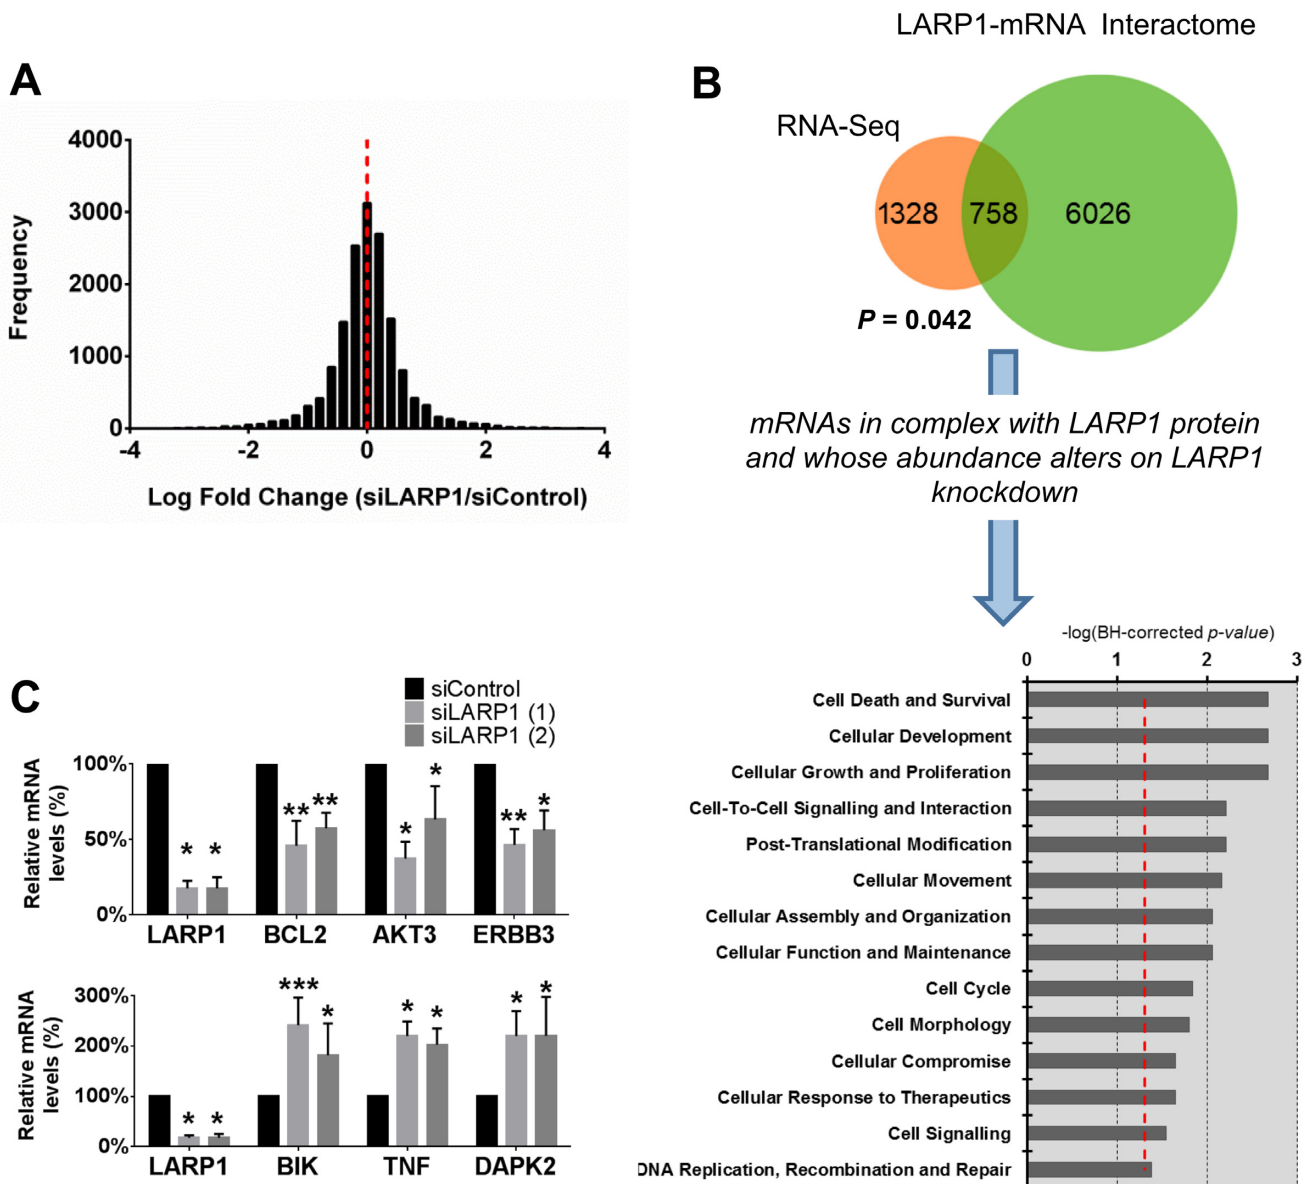 A
4000
3000
2000
1000
0
Frequency
-4
-2
0
2
4
Log Fold Change (siLARP1/siControl)
LARP1-mRNA Interactome
B
RNA-Seq
1328
758
6026
P = 0.042
mRNAs in complex with LARP1 protein
and whose abundance alters on LARP1
knockdown
-log(BH-corrected p-value)
0
1
2
3
Cell Death and Survival
Cellular Development
Cellular Growth and Proliferation
Cell-To-Cell Signalling and Interaction
Post-Translational Modification
Cellular Movement
Cellular Assembly and Organization
Cellular Function and Maintenance
Cell Cycle
Cell Morphology
Cellular Compromise
Cellular Response to Therapeutics
Cell Signalling
DNA Replication, Recombination and Repair
C
siControl
siLARP1 (1)
siLARP1 (2)
Relative mRNA
levels (%)
100%
50%
0%
* *
** **
* *
** *
LARP1
BCL2
AKT3
ERBB3
Relative mRNA
levels (%)
300%
200%
100%
0%
* *
*** *
* *
* *
LARP1
BIK
TNF
DAPK2